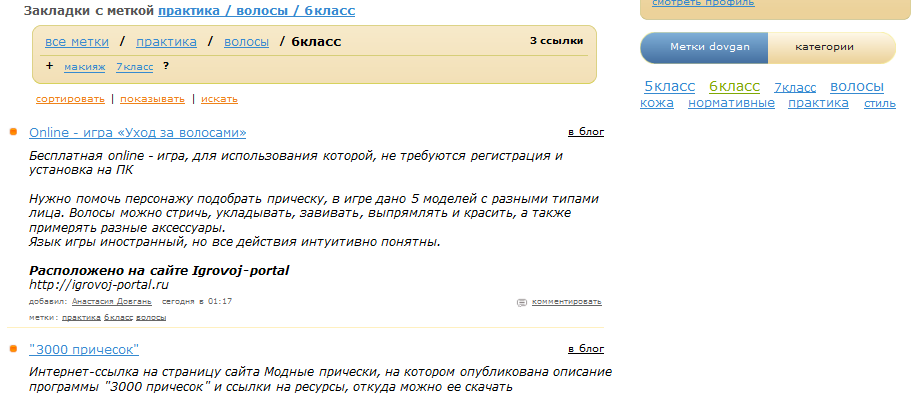 смотреть профиль
Закладки с меткой практика / волосы / 6класс
все метки / практика / волосы / 6класс 3 ссылки
+ макияж 7класс ?
Метки dovgan категории
5класс 6класс 7класс волосы
кожа нормативные практика стиль
сортировать | показывать | искать
Online - игра «Уход за волосами» в блог
Бесплатная online - игра, для использования которой, не требуются регистрация и
установка на ПК
Нужно помочь персонажу подобрать прическу, в игре дано 5 моделей с разными типами
лица. Волосы можно стричь, укладывать, завивать, выпрямлять и красить, а также
примерять разные аксессуары.
Язык игры иностранный, но все действия интуитивно понятны.
Расположено на сайте Igrovoj-portal
http://igrovoj-portal.ru
добавил: Анастасия Довгань сегодня в 01:17 комментировать
метки: практика 6класс волосы
"3000 причесок" в блог
Интернет-ссылка на страницу сайта Модные прически, на котором опубликована описание
программы "3000 причесок" и ссылки на ресурсы, откуда можно ее скачать